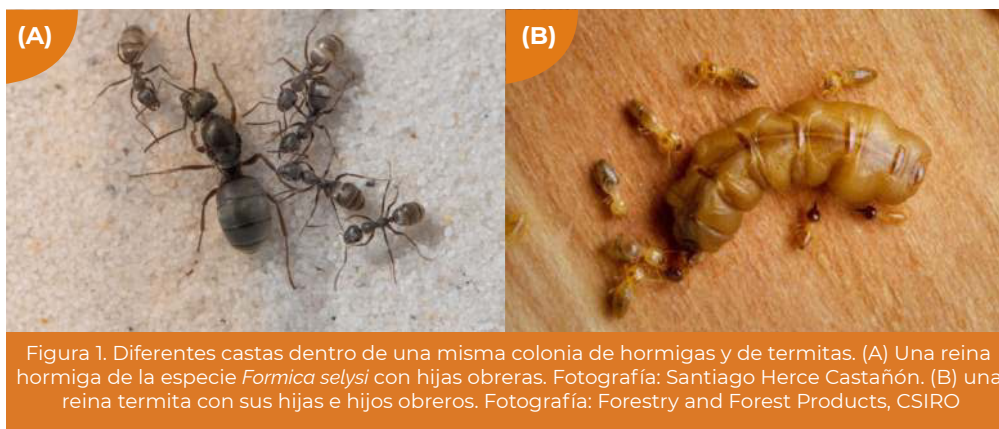 (A)
(B)
Figura 1. Diferentes castas dentro de una misma colonia de hormigas y de termitas. (A) Una reina
hormiga de la especie Formica selysi con hijas obreras. Fotografía: Santiago Herce Castañón. (B) una
reina termita con sus hijas e hijos obreros. Fotografía: Forestry and Forest Products, CSIRO